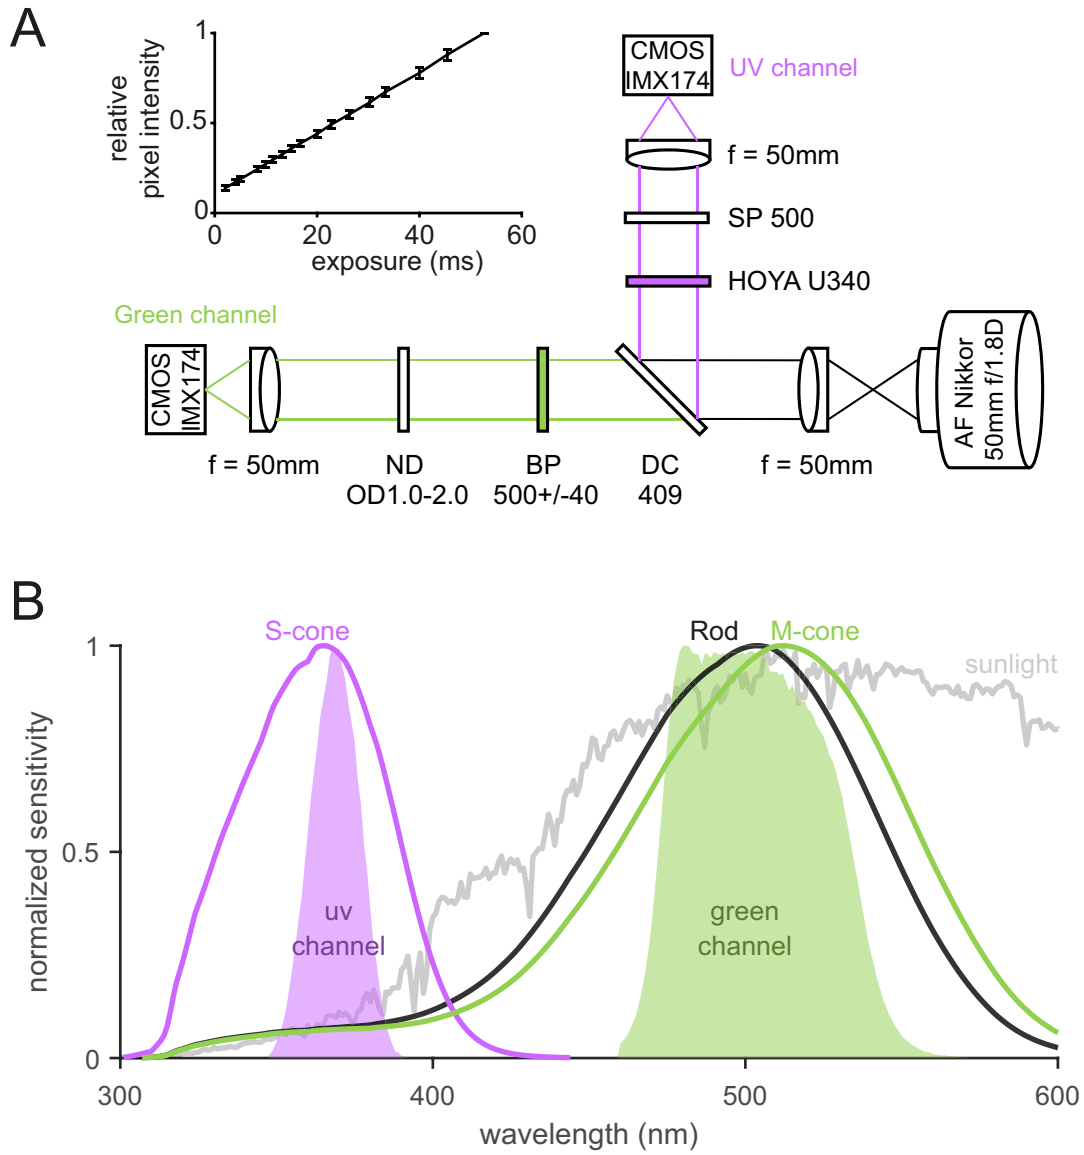 A
relative
pixel intensity
1
0.5
0
0
20
40
60
exposure (ms)
CMOS
IMX174
UV channel
f = 50mm
SP 500
HOYA U340
Green channel
CMOS
IMX174
f = 50mm
ND
OD1.0-2.0
BP
500+/-40
DC
409
f = 50mm
AF Nikkor
50mm f/1.8D
B
S-cone
Rod
M-cone
sunlight
normalized sensitivity
1
0.5
0
uv
channel
green
channel
300
400
500
600
wavelength (nm)